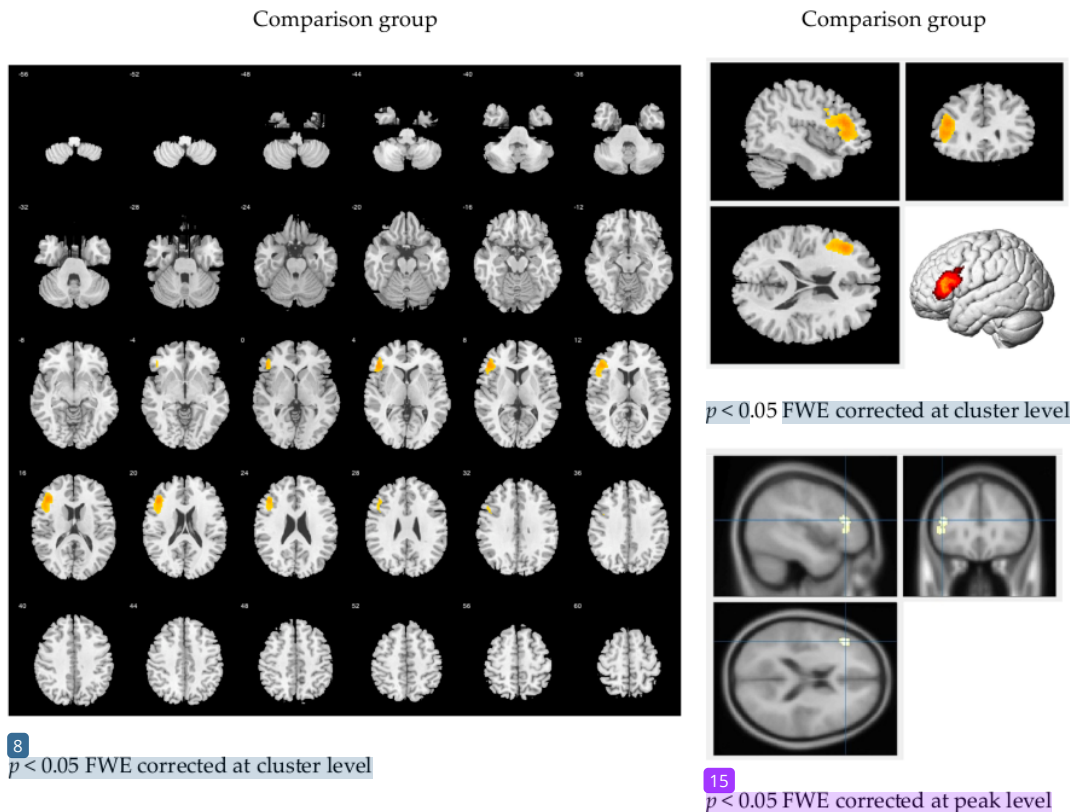 Comparison group
Comparison group
-56 -52 -48 -44 -40 -36
-32 -28 -24 -20 -16 -12
-8 -4 0 4 8 12
16 20 24 28 32 36
40 44 48 52 56 60
p < 0.05 FWE corrected at cluster level
8
p < 0.05 FWE corrected at cluster level
15
p < 0.05 FWE corrected at peak level